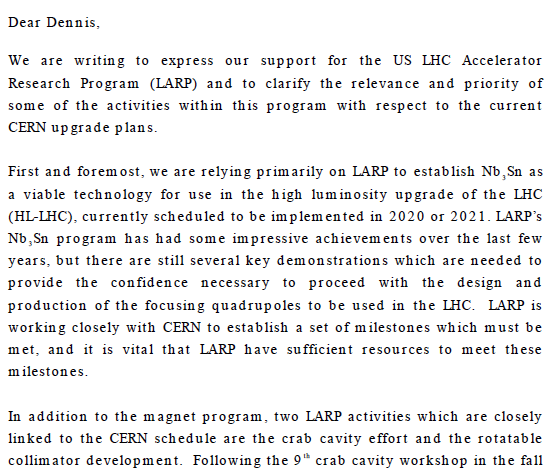 Dear Dennis,
We are writing to express our support for the US LHC Accelerator
Research Program (LARP) and to clarify the relevance and priority of
some of the activities within this program with respect to the current
CERN upgrade plans.
First and foremost, we are relying primarily on LARP to establish Nb₃Sn as
a viable technology for use in the high luminosity upgrade of the LHC
(HL-LHC), currently scheduled to be implemented in 2020 or 2021. LARP’s
Nb₃Sn program has had some impressive achievements over the last few
years, but there are still several key demonstrations which are needed to
provide the confidence necessary to proceed with the design and
production of the focusing quadrupoles to be used in the LHC. LARP is
working closely with CERN to establish a set of milestones which must be
met, and it is vital that LARP have sufficient resources to meet these
milestones.
In addition to the magnet program, two LARP activities which are closely
linked to the CERN schedule are the crab cavity effort and the rotatable
collimator development. Following the 9th crab cavity workshop in the fall